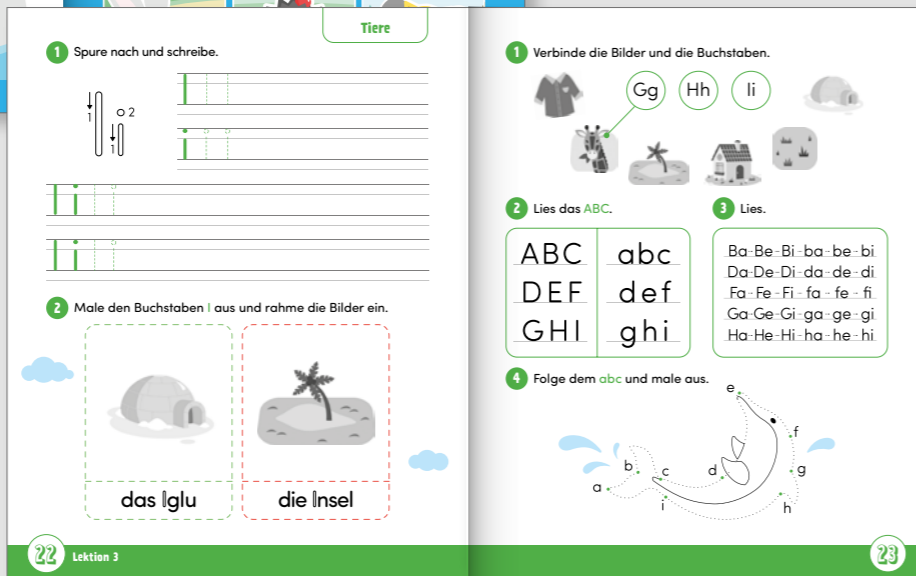 Tiere
1 Spure nach und schreibe.
1
2
1
I I I
i i i
I i I i
I i I i
2 Male den Buchstaben I aus und rahme die Bilder ein.
das Iglu
die Insel
22 Lektion 3
1 Verbinde die Bilder und die Buchstaben.
Gg Hh Ii
2 Lies das ABC.
ABC abc
DEF def
GHI ghi
3 Lies.
Ba-Be-Bi-ba-be-bi
Da-De-Di-da-de-di
Fa-Fe-Fi-fa-fe-fi
Ga-Ge-Gi-ga-ge-gi
Ha-He-Hi-ha-he-hi
4 Folge dem abc und male aus.
e
f
b
c
d
g
a
i
h
23